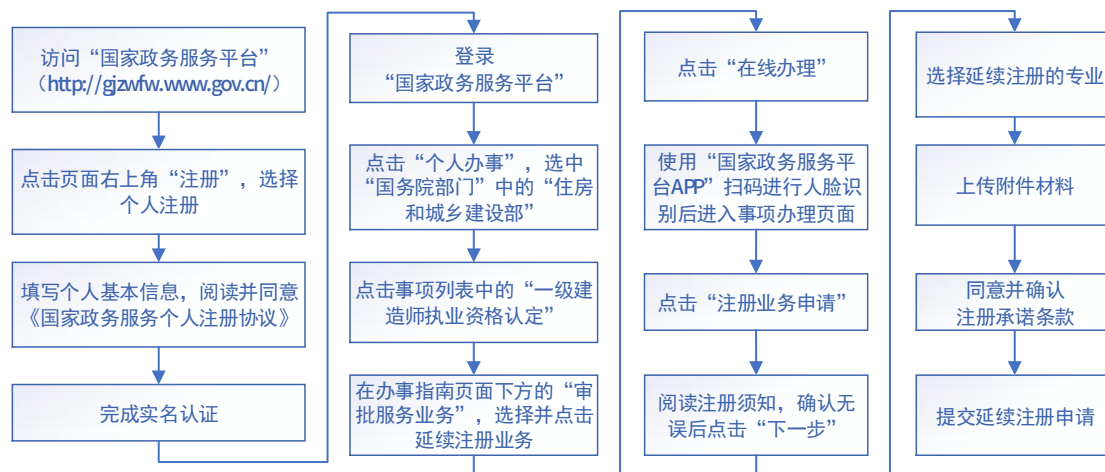 访问“国家政务服务平台”
（http://gjzwfw.www.gov.cn/）
点击页面右上角“注册”，选择
个人注册
填写个人基本信息，阅读并同意
《国家政务服务个人注册协议》
完成实名认证
登录
“国家政务服务平台”
点击“个人办事”，选中
“国务院部门”中的“住房
和城乡建设部”
点击事项列表中的“一级建
造师执业资格认定”
在办事指南页面下方的“审
批服务业务”，选择并点击
延续注册业务
点击“在线办理”
使用“国家政务服务平
台APP”扫码进行人脸识
别后进入事项办理页面
点击“注册业务申请”
阅读注册须知，确认无
误后点击“下一步”
选择延续注册的专业
上传附件材料
同意并确认
注册承诺条款
提交延续注册申请